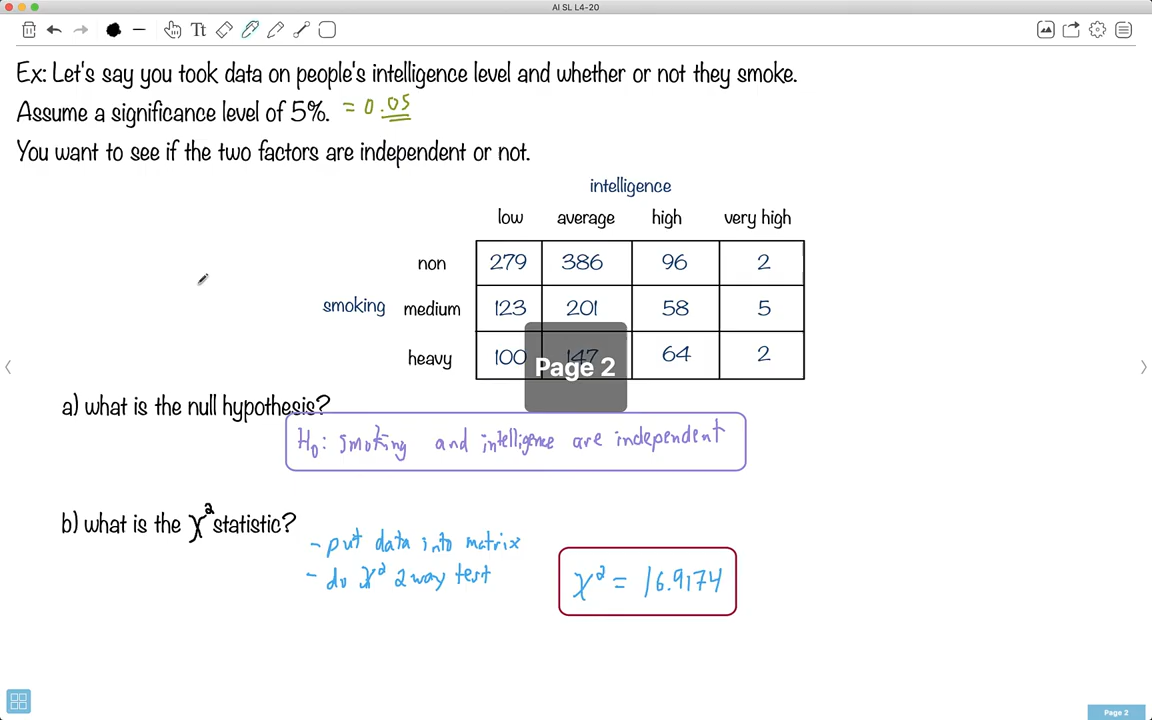 AI SL L4-20
Tt
Ex: Let's say you took data on people's intelligence level and whether or not they smoke.
Assume a significance level of 5%. = 0.05
You want to see if the two factors are independent or not.
intelligence
low average high very high
non 279 386 96 2
smoking medium 123 201 58 5
heavy 100 147 64 2
Page 2
a) what is the null hypothesis?
H₀: smoking and intelligence are independent
b) what is the χ² statistic?
- put data into matrix
- do χ² 2way test
χ² = 16.9174
Page 2